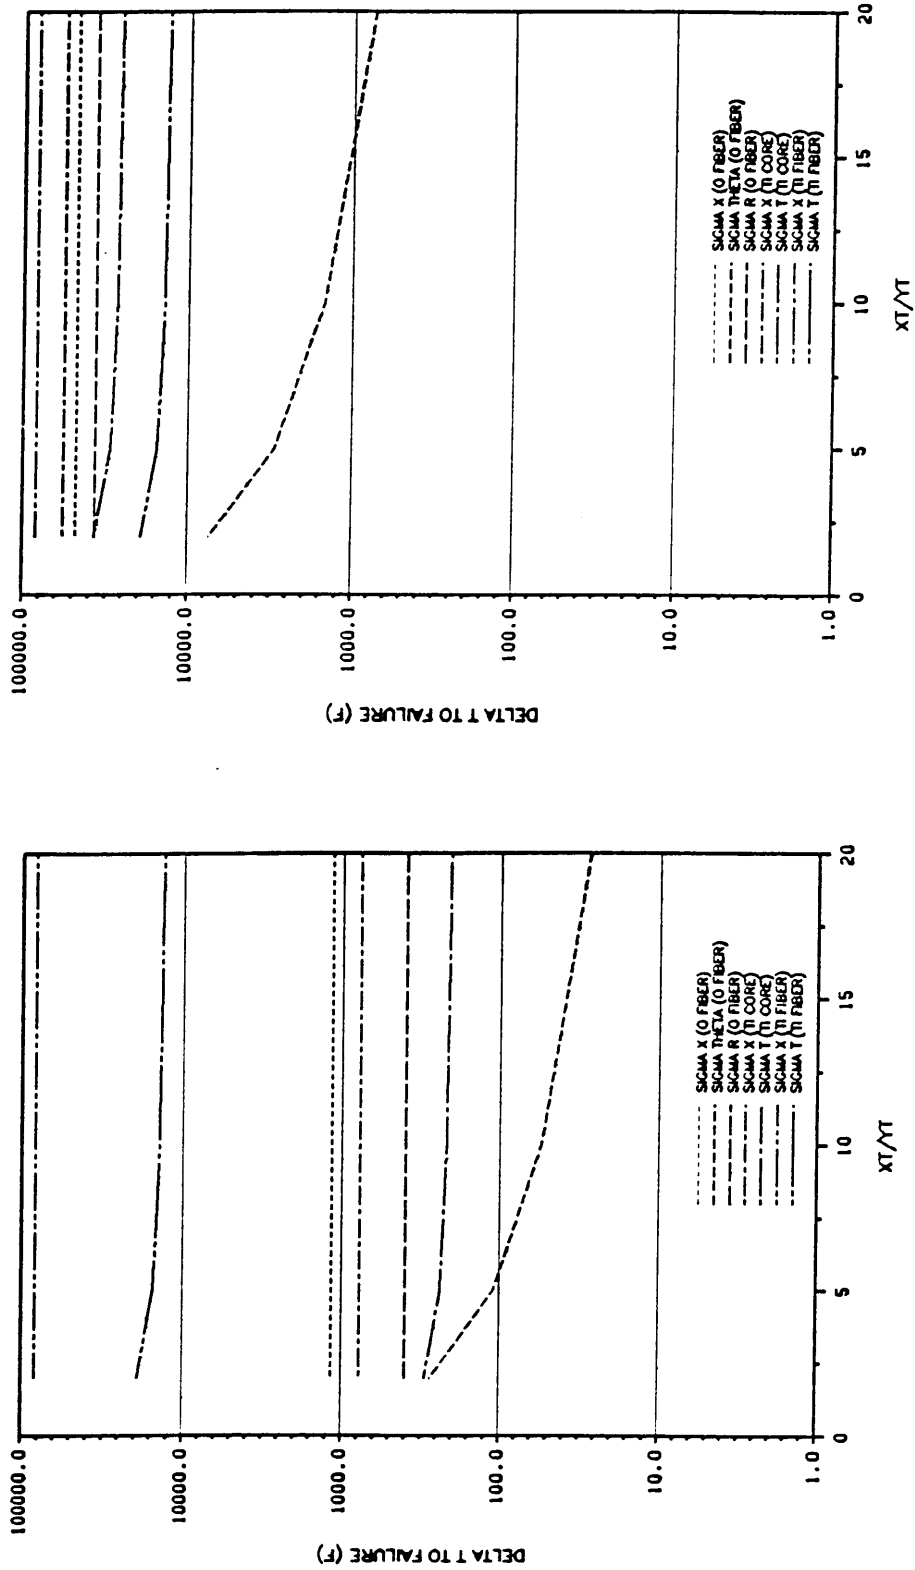 100000.0
10000.0
1000.0
100.0
10.0
1.0
DELTA T TO FAILURE (F)
0
5
10
15
20
TX/TY
SIGMA X (O FIBER)
SIGMA THETA (O FIBER)
SIGMA R (O FIBER)
SIGMA X (TI CORE)
SIGMA T (TI CORE)
SIGMA X (TI FIBER)
SIGMA T (TI FIBER)
100000.0
10000.0
1000.0
100.0
10.0
1.0
DELTA T TO FAILURE (F)
0
5
10
15
20
TX/TY
SIGMA X (O FIBER)
SIGMA THETA (O FIBER)
SIGMA R (O FIBER)
SIGMA X (TI CORE)
SIGMA T (TI CORE)
SIGMA X (TI FIBER)
SIGMA T (TI FIBER)